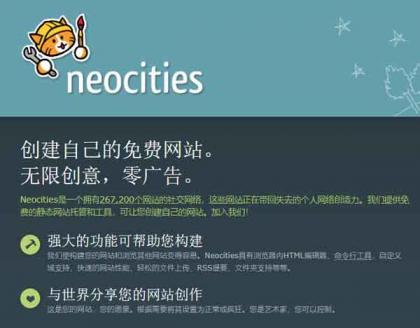 neocities
创建自己的免费网站。
无限创意，零广告。
Neocities是一个拥有267,200个网站的社交网络，这些网站正在带回失去的个人网络创造力。我们提供免
费的静态网站托管和工具，可让您创建自己的网站。加入我们！
强大的功能可帮助您构建
我们使构建您的网站和浏览其他网站变得容易。Neocities具有浏览器内HTML编辑器、命令行工具、自定义
域支持、快速的网站性能、轻松的文件上传、RSS提要、文件夹支持等等。
与世界分享您的网站创作
这是您的网站，您的愿景。根据需要将其设置为正常或疯狂。您是艺术家，您可以控制。